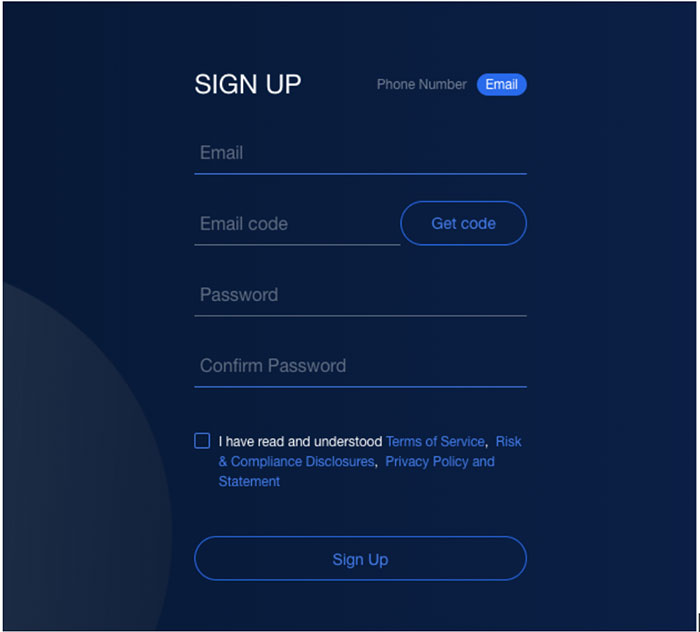 SIGN UP
Phone Number Email
Email
Email code Get code
Password
Confirm Password
I have read and understood Terms of Service, Risk
& Compliance Disclosures, Privacy Policy and
Statement
Sign Up